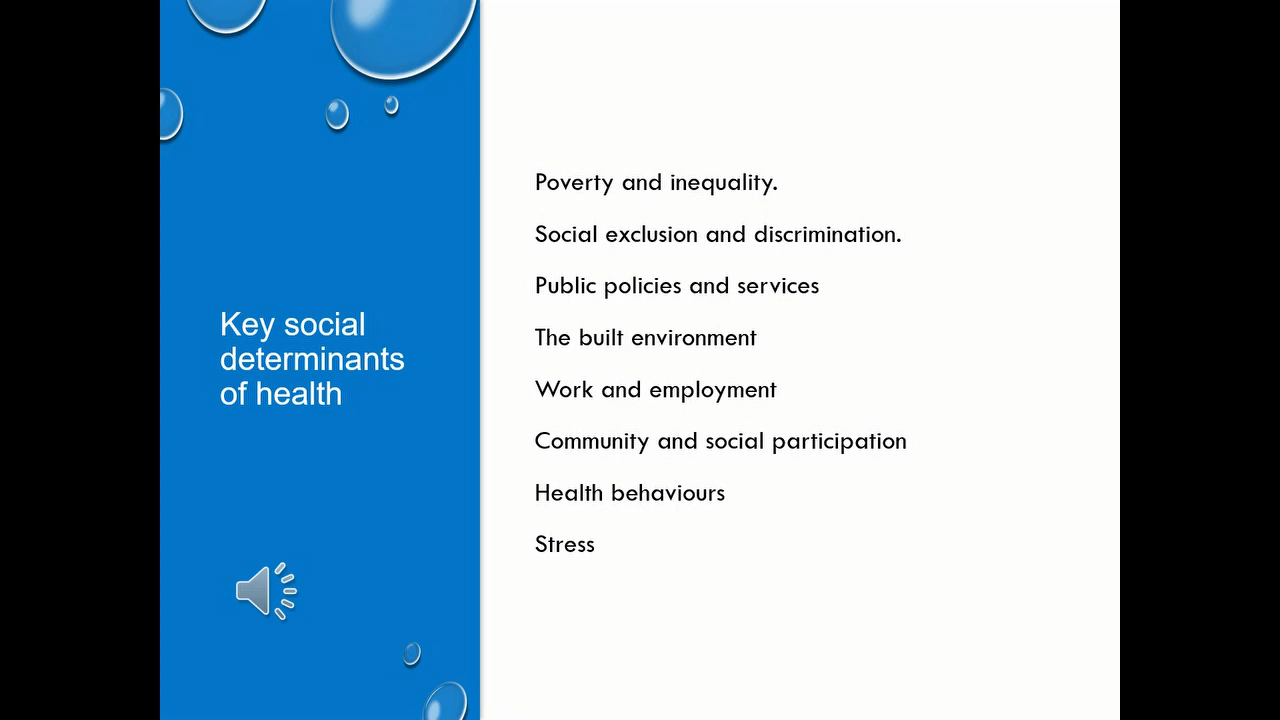 Key social
determinants
of health
Poverty and inequality.
Social exclusion and discrimination.
Public policies and services
The built environment
Work and employment
Community and social participation
Health behaviours
Stress